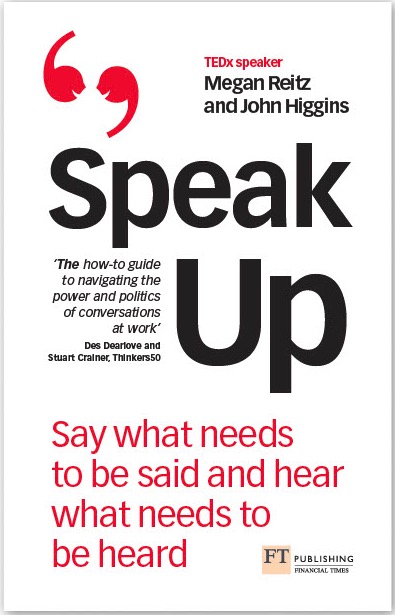 TEDx speaker
Megan Reitz
and John Higgins
Speak
Up
‘The how-to guide
to navigating the
power and politics
of conversations
at work’
Des Dearlove and
Stuart Crainer, Thinkers50
Say what needs
to be said and hear
what needs to
be heard
FT PUBLISHING
FINANCIAL TIMES